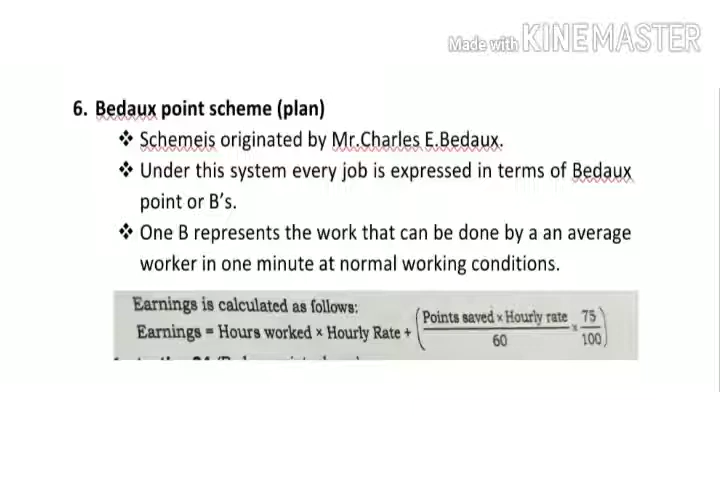 Made with KINEMASTER
6. Bedaux point scheme (plan)
❖ Schemeis originated by Mr.Charles E.Bedaux.
❖ Under this system every job is expressed in terms of Bedaux
point or B's.
❖ One B represents the work that can be done by a an average
worker in one minute at normal working conditions.
Earnings is calculated as follows:
Earnings = Hours worked × Hourly Rate + (Points saved × Hourly rate / 60 × 75 / 100)